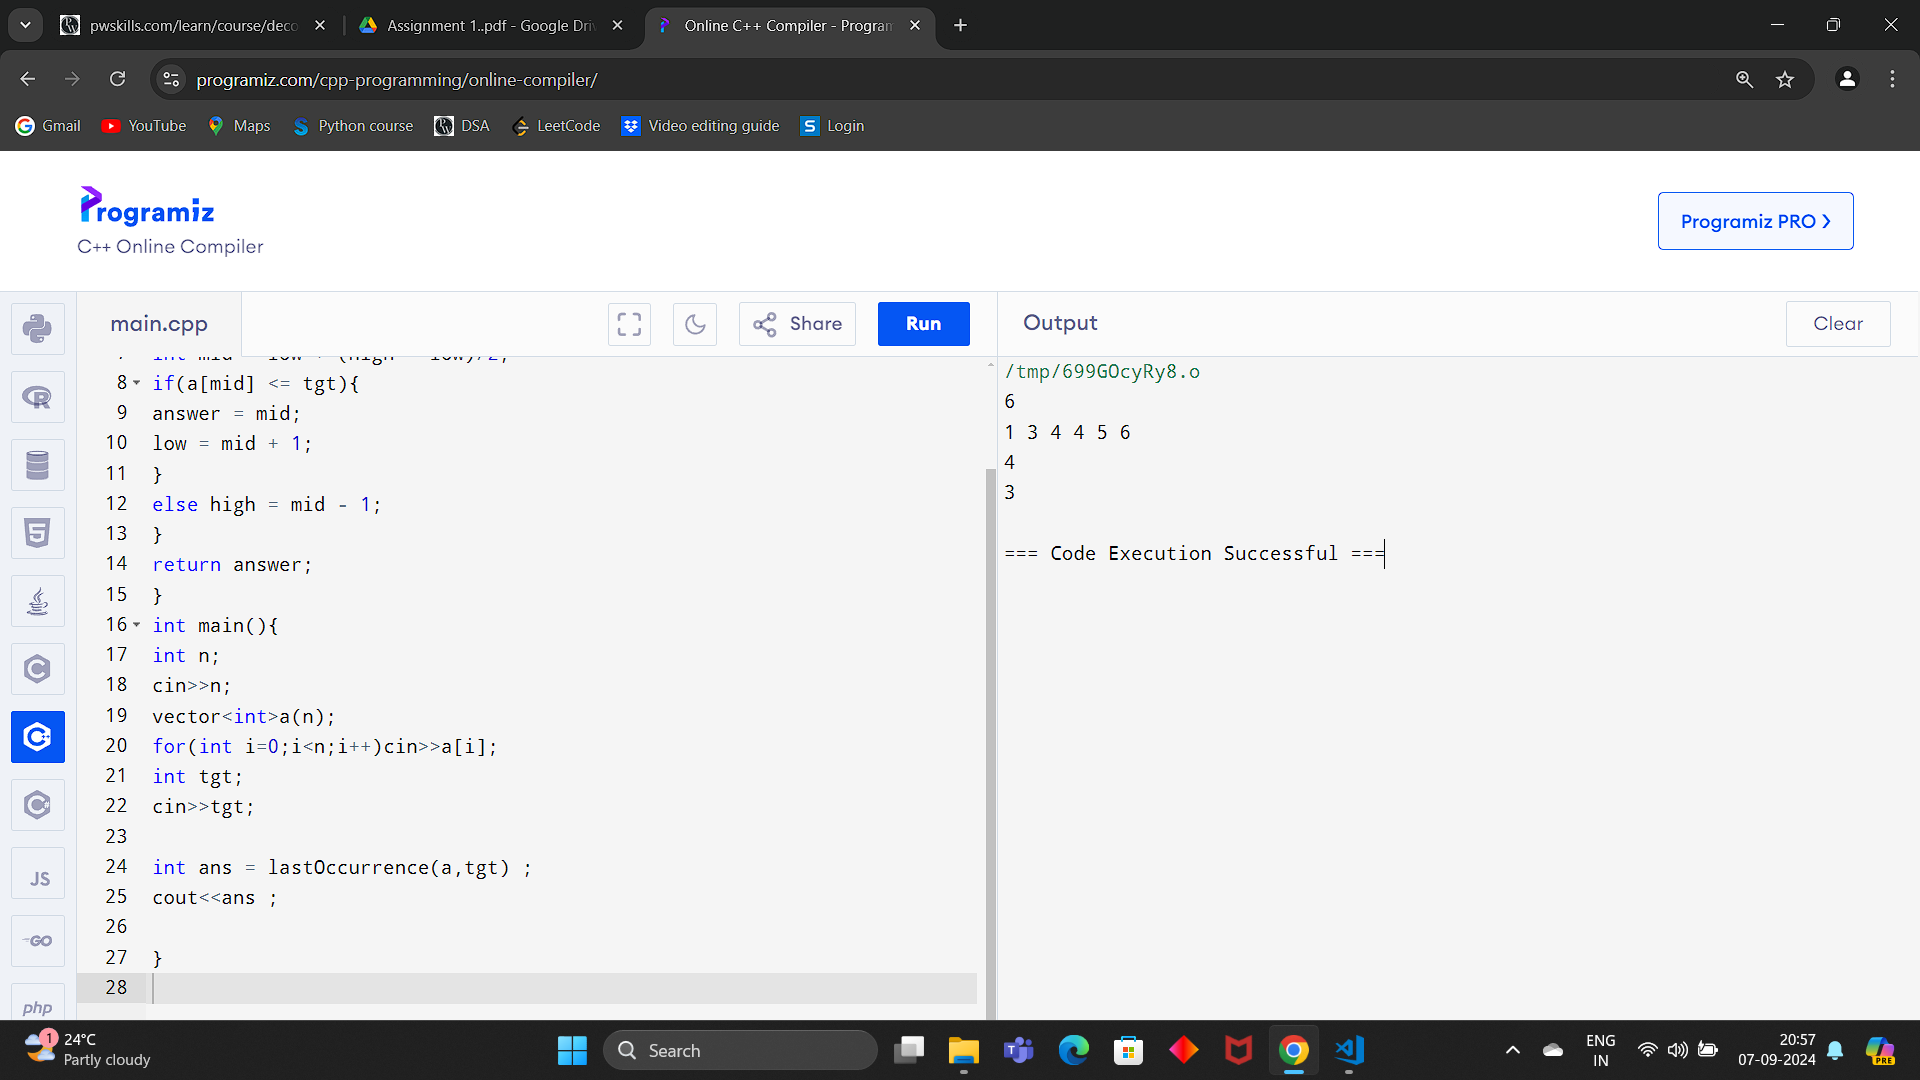 pwskills.com/learn/course/deco
Assignment 1..pdf - Google Dri
Online C++ Compiler - Program
programiz.com/cpp-programming/online-compiler/
Gmail
YouTube
Maps
Python course
DSA
LeetCode
Video editing guide
Login
Programiz
C++ Online Compiler
Programiz PRO
main.cpp
Share
Run
Output
Clear
8 if(a[mid] <= tgt){
9 answer = mid;
10 low = mid + 1;
11 }
12 else high = mid - 1;
13 }
14 return answer;
15 }
16 int main(){
17 int n;
18 cin>>n;
19 vector<int>a(n);
20 for(int i=0;i<n;i++)cin>>a[i];
21 int tgt;
22 cin>>tgt;
23
24 int ans = lastOccurrence(a,tgt) ;
25 cout<<ans ;
26
27 }
28
/tmp/699GOcyRy8.o
6
1 3 4 4 5 6
4
3
=== Code Execution Successful ===
JS
GO
php
1
24°C
Partly cloudy
Search
ENG
IN
20:57
07-09-2024
PRE